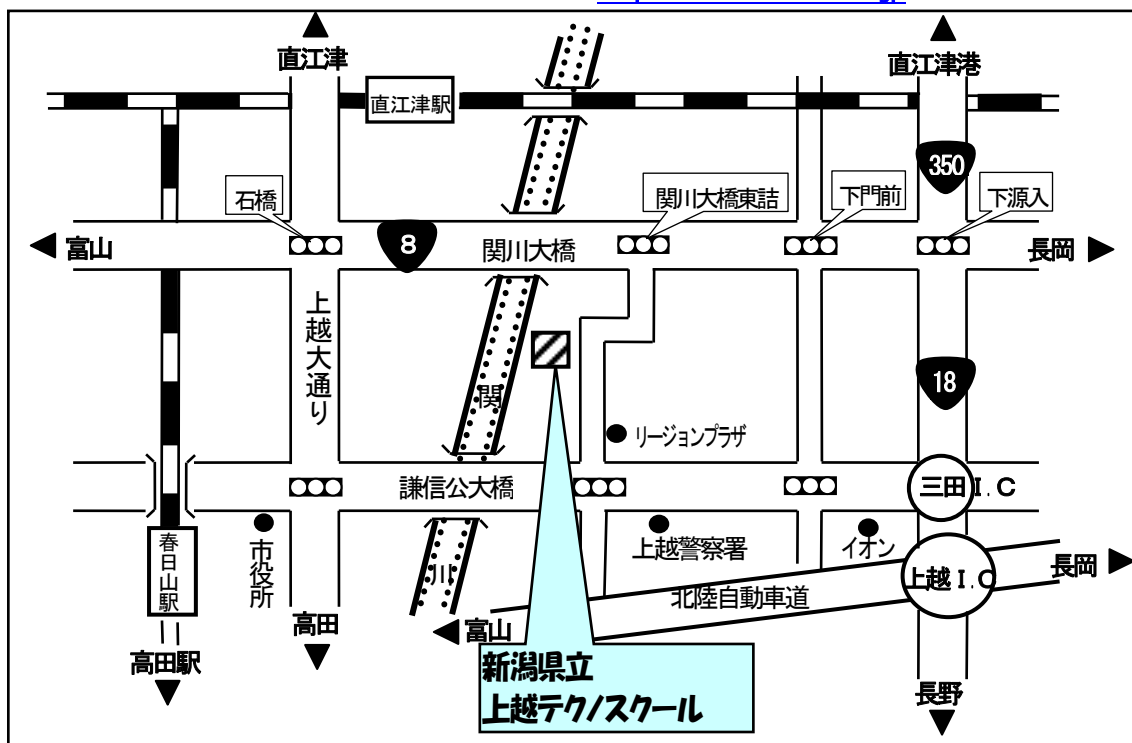 直江津
直江津港
直江津駅
350
石橋
関川大橋東詰
下門前
下源入
富山
8
関川大橋
長岡
上越大通り
関
18
リージョンプラザ
謙信公大橋
三田I.C
春日山駅
市役所
川
上越警察署
イオン
上越I.C
長岡
北陸自動車道
高田
富山
高田駅
新潟県立
上越テクノスクール
長野